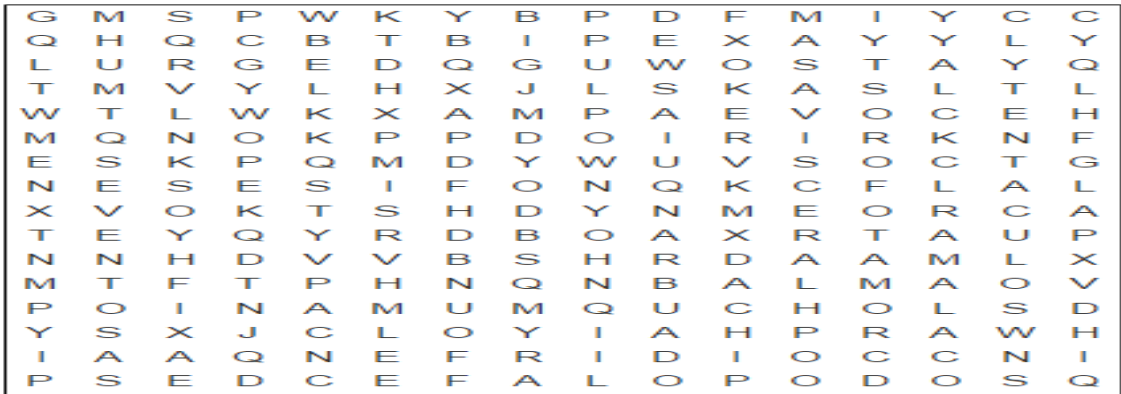 G M S P W K Y B P D F M I Y C C
Q H Q C B T B I P E X A Y Y L Y
L U R G E D Q G U W O S T A Y Q
T M V Y L H X J L S K A S L T L
W T L W K X A M P A E V O C E H
M Q N O K P P D O I R I R K N F
E S K P Q M D Y W U V S O C T G
N E S E S I F O N Q K C F L A L
X V O K T S H D Y N M E O R C A
T E Y Q Y R D B O A X R T A U P
N N H D V V B S H R D A A M L X
M T F T P H N Q N B A L M A O V
P O I N A M U M Q U C H O L S D
Y S X J C L O Y I A H P R A W H
I A A Q N E F R I D I O C C N I
P S E D C E F A L O P O D O S Q